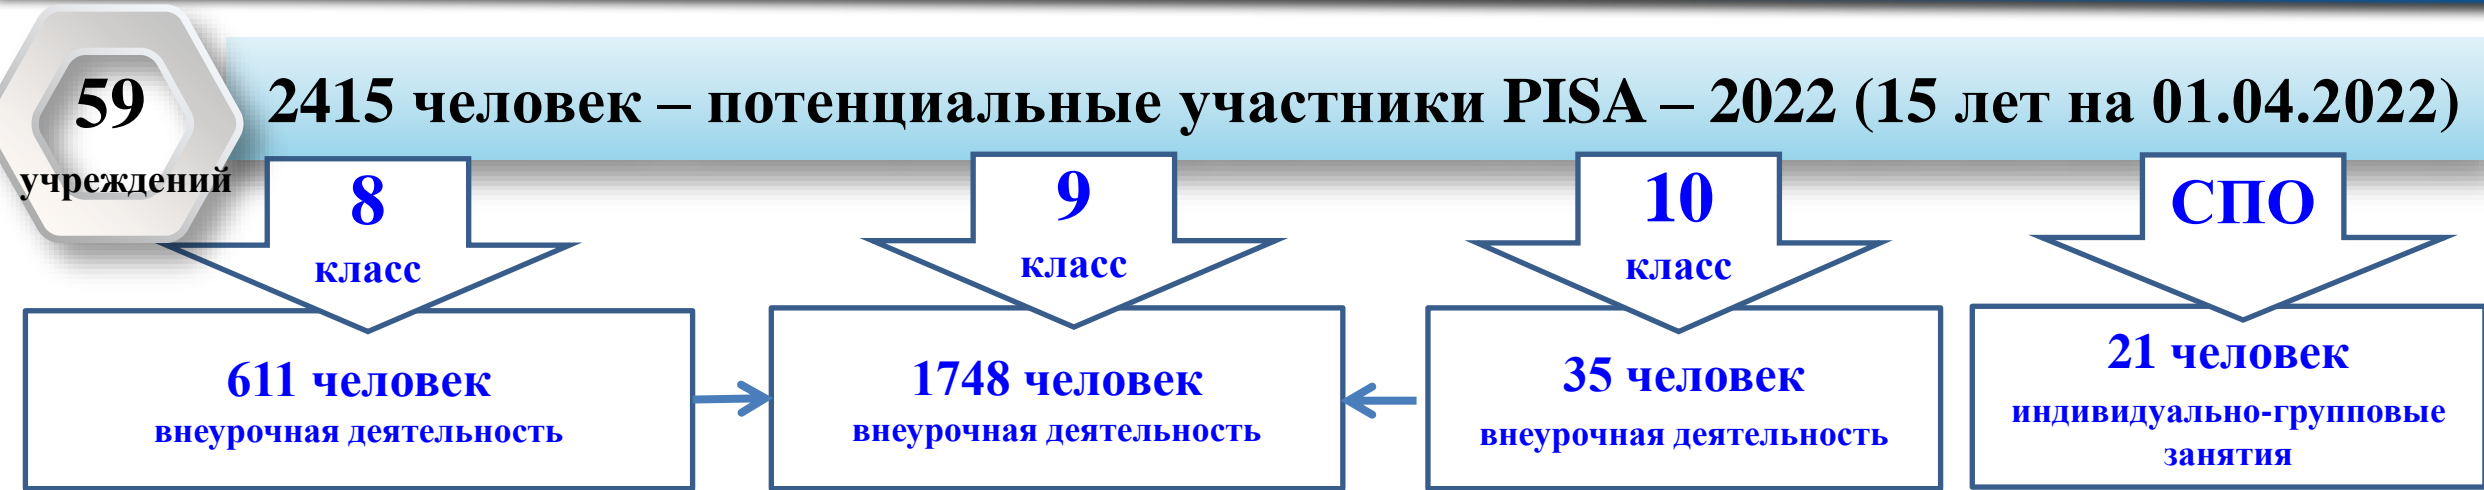 59
учреждений
2415 человек – потенциальные участники PISA – 2022 (15 лет на 01.04.2022)
8
класс
9
класс
10
класс
СПО
611 человек
внеурочная деятельность
1748 человек
внеурочная деятельность
35 человек
внеурочная деятельность
21 человек
индивидуально-групповые
занятия